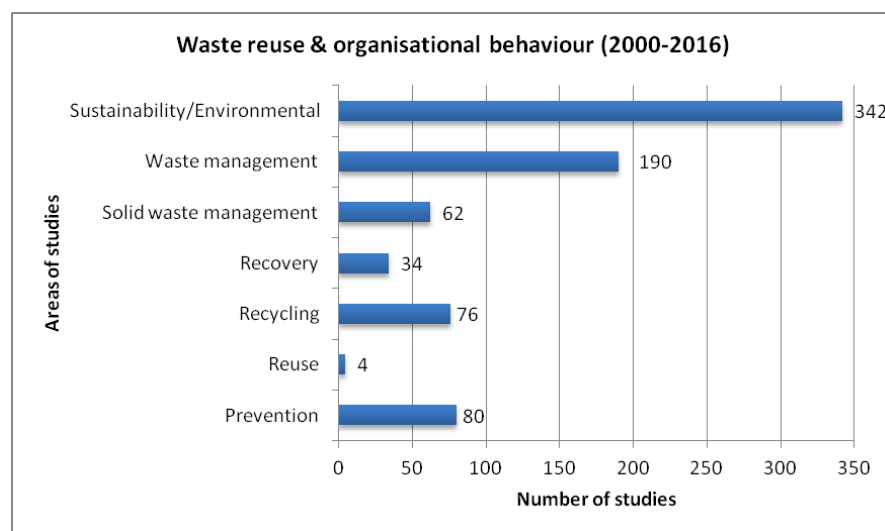 Waste reuse & organisational behaviour (2000-2016)
Sustainability/Environmental
342
Waste management
190
Solid waste management
62
Recovery
34
Recycling
76
Reuse
4
Prevention
80
Areas of studies
0 50 100 150 200 250 300 350
Number of studies